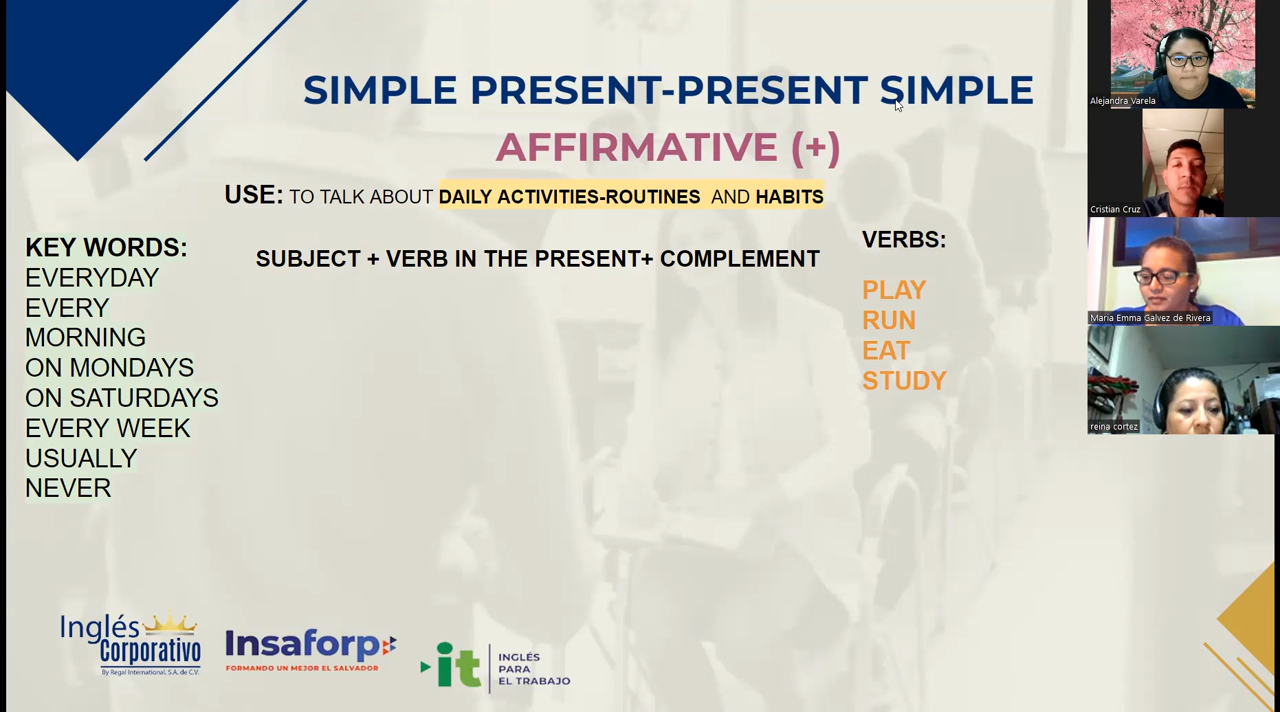 SIMPLE PRESENT-PRESENT SIMPLE
AFFIRMATIVE (+)
USE: TO TALK ABOUT DAILY ACTIVITIES-ROUTINES AND HABITS
KEY WORDS:
EVERYDAY
EVERY
MORNING
ON MONDAYS
ON SATURDAYS
EVERY WEEK
USUALLY
NEVER
SUBJECT + VERB IN THE PRESENT+ COMPLEMENT
VERBS:
PLAY
RUN
EAT
STUDY
Alejandra Varela
Cristian Cruz
Maria Emma Galvez de Rivera
reina cortez
Inglés
Corporativo
By Regal International, S.A. de C.V.
Insaforp
FORMANDO UN MEJOR EL SALVADOR
it
INGLÉS
PARA
EL TRABAJO